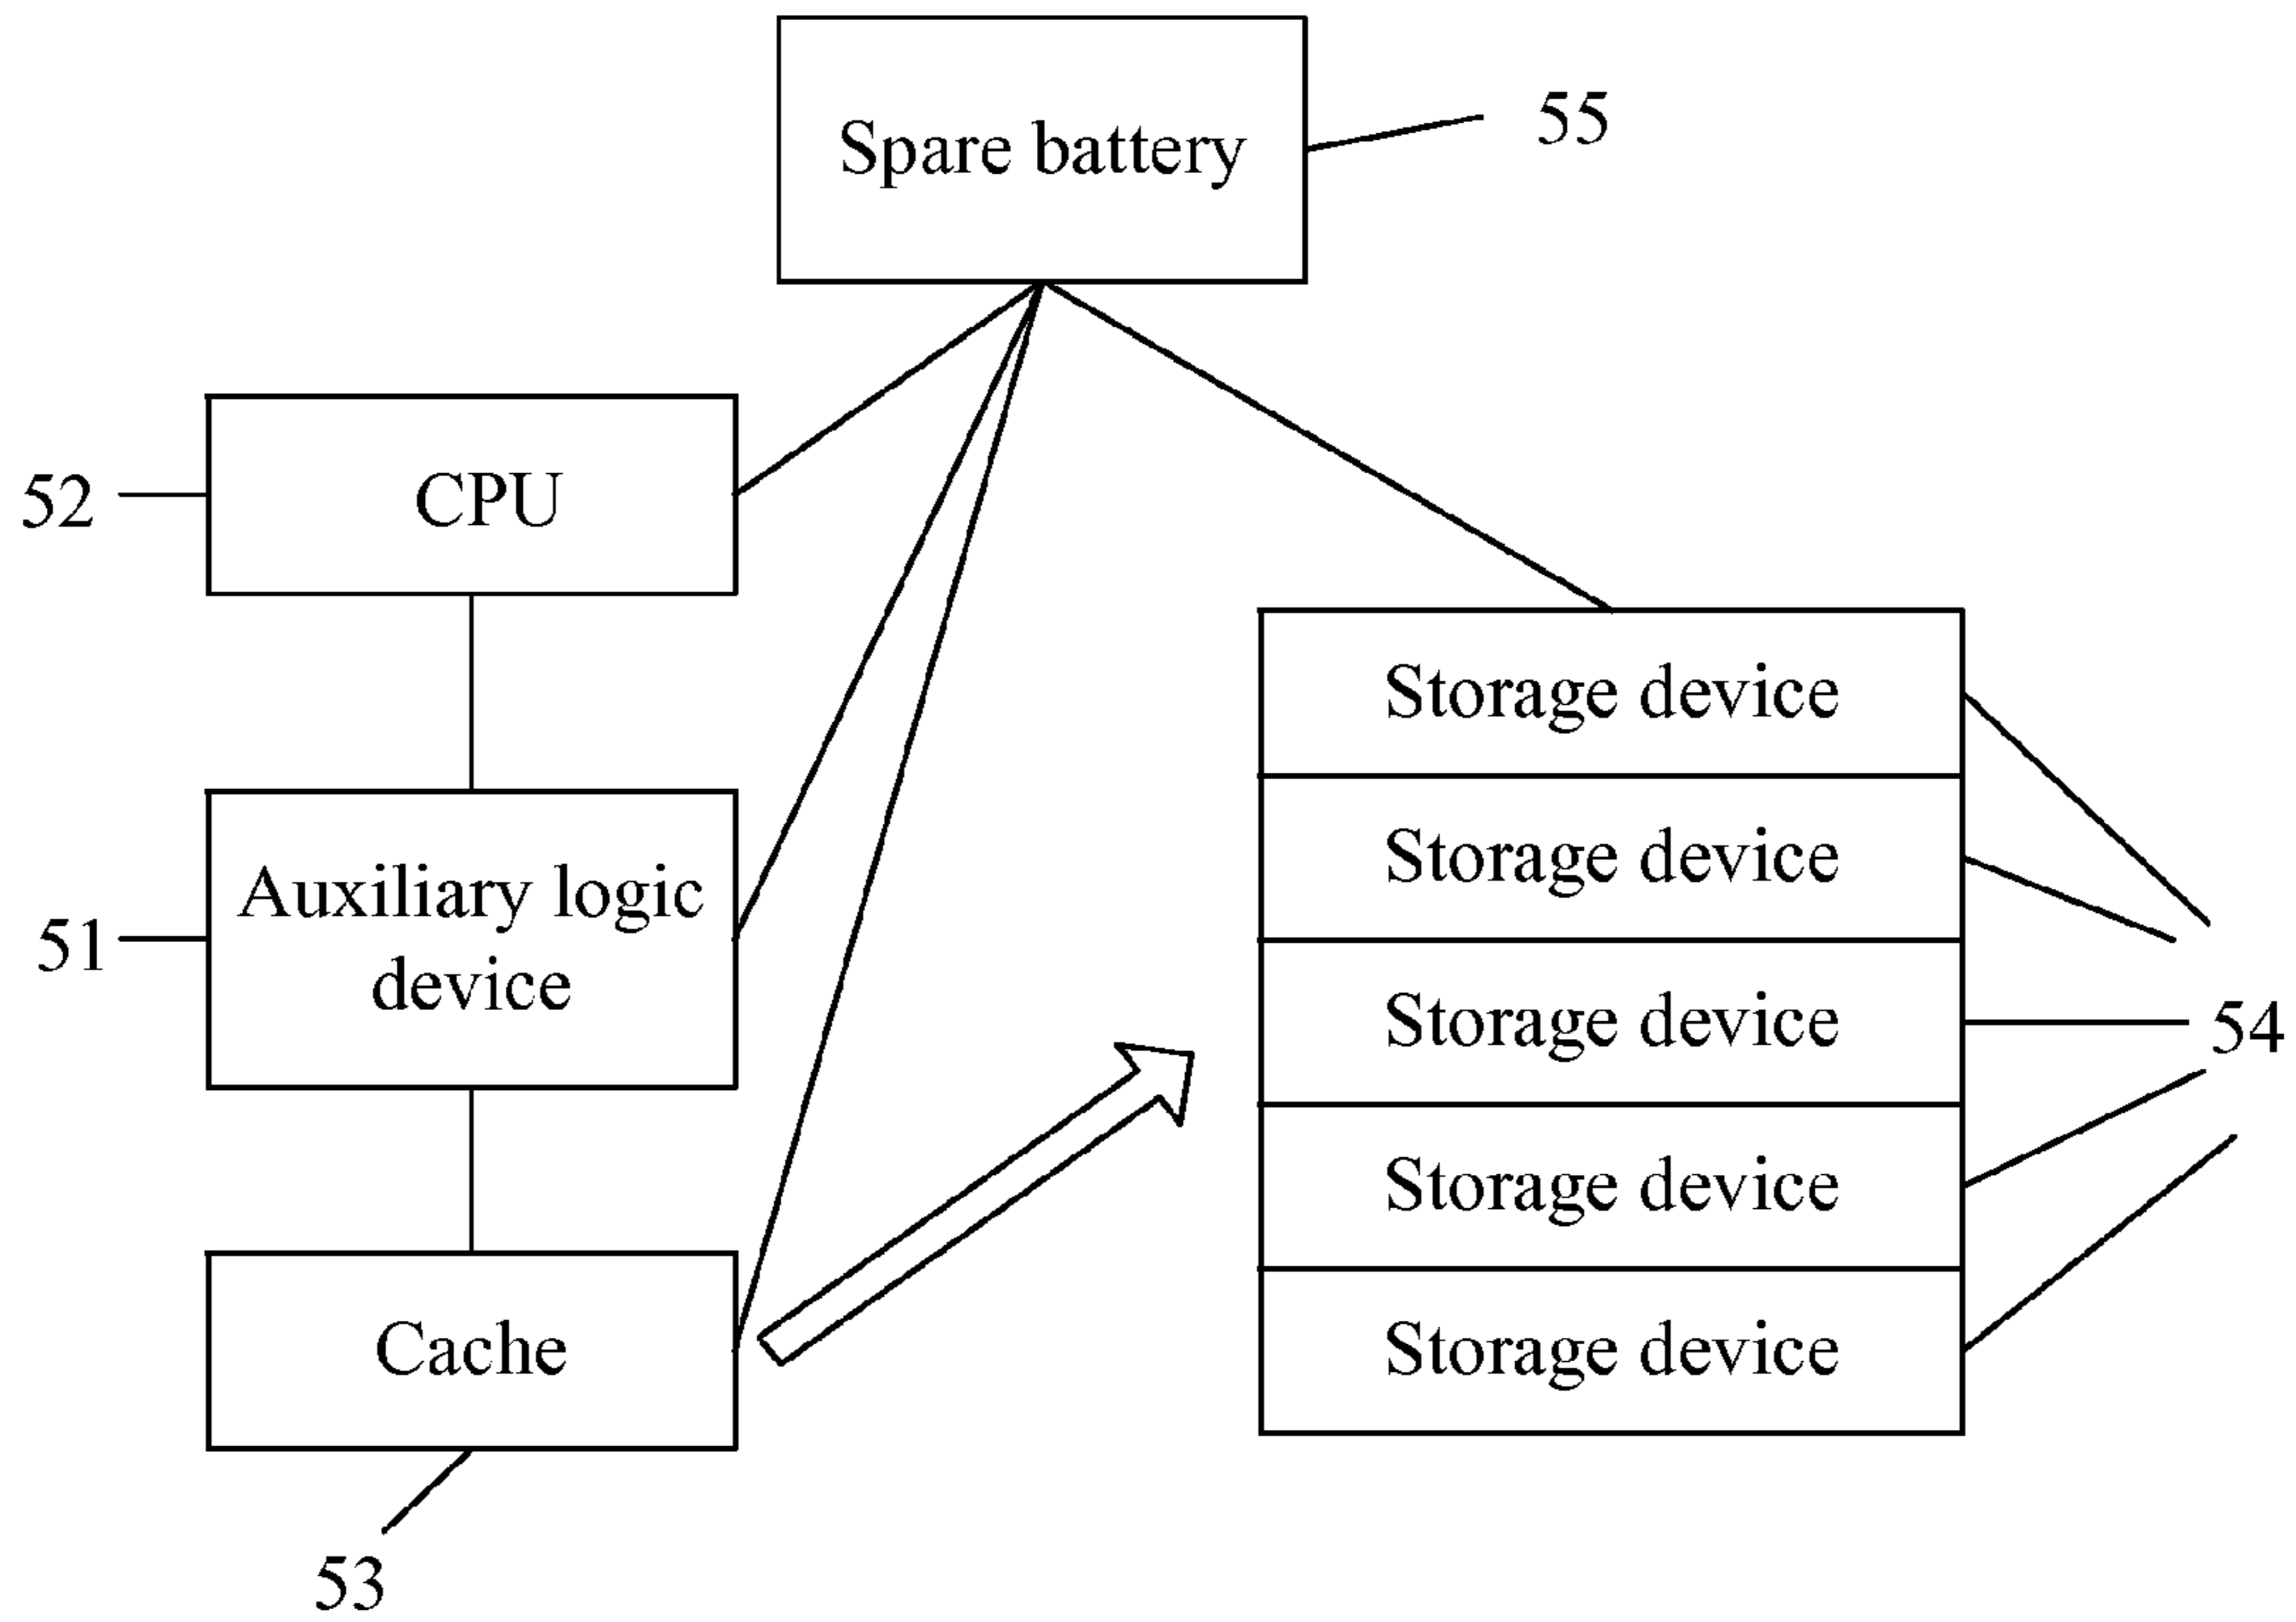 Spare battery
55
52
CPU
Storage device
Storage device
Auxiliary logic
device
51
Storage device
54
Storage device
Cache
Storage device
53